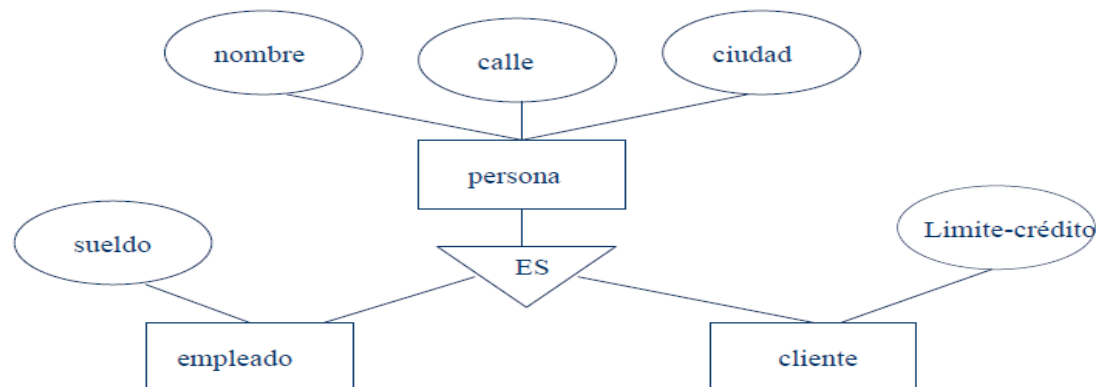 nombre
calle
ciudad
persona
sueldo
ES
Limite-crédito
empleado
cliente